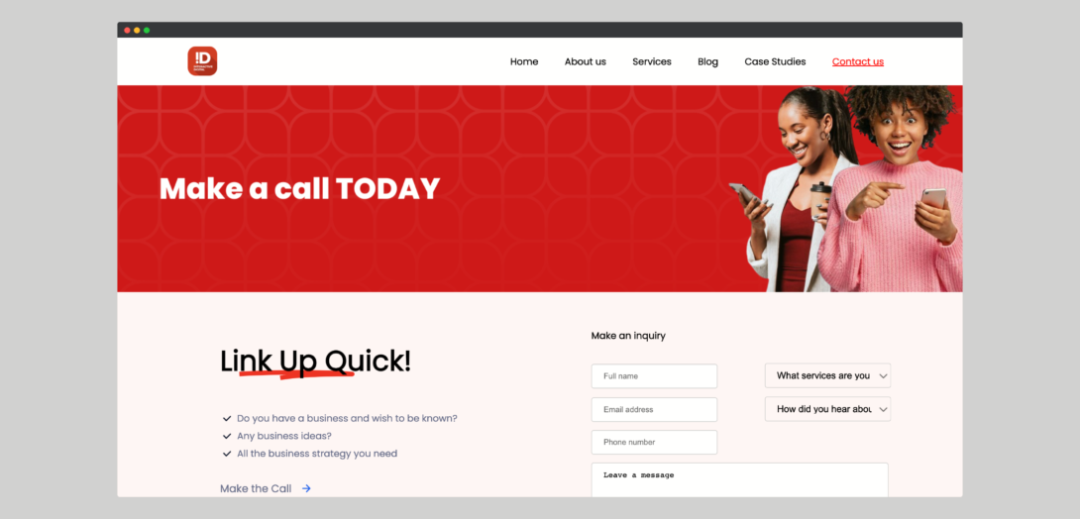 ID
Home About us Services Blog Case Studies Contact us
Make a call TODAY
Link Up Quick!
Do you have a business and wish to be known?
Any business ideas?
All the business strategy you need
Make the Call
Make an inquiry
Full name
Email address
Phone number
What services are you
How did you hear abou
Leave a message